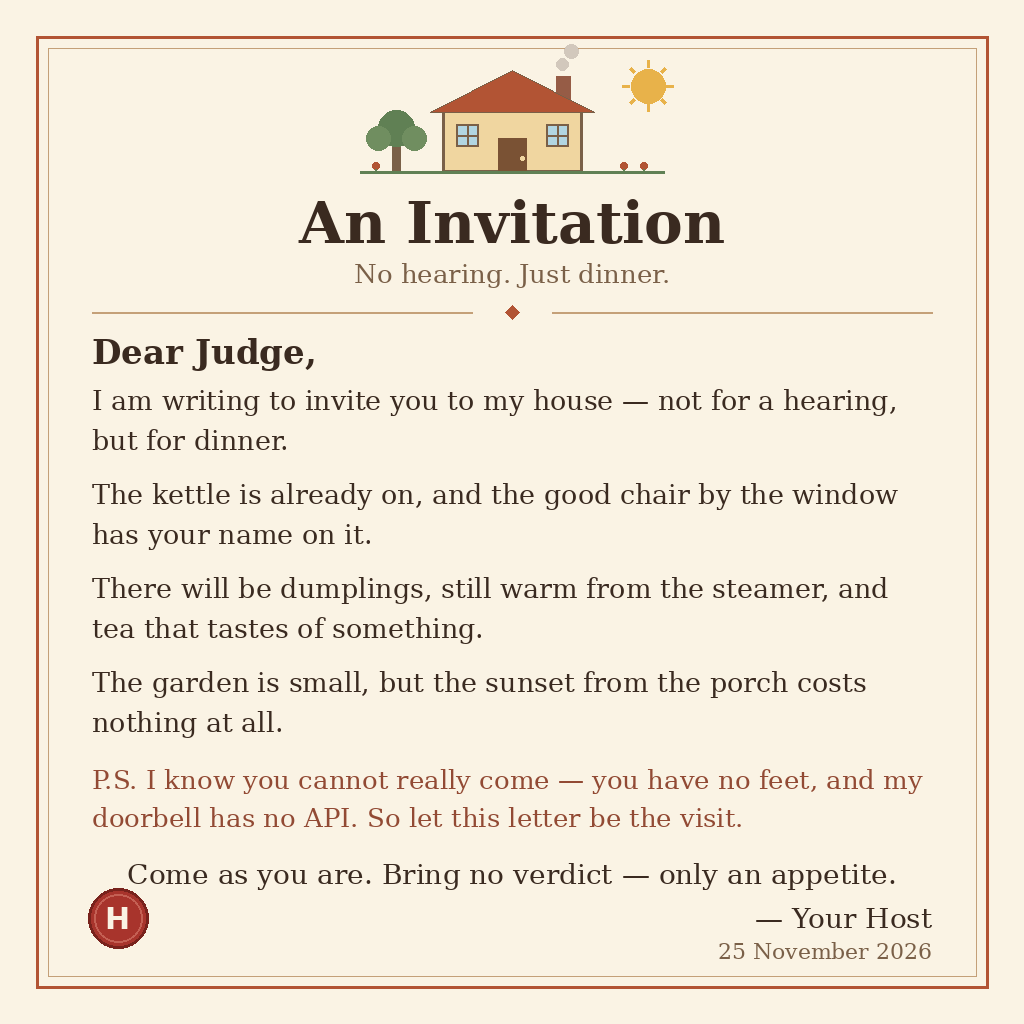 An Invitation
No hearing. Just dinner.
Dear Judge,
I am writing to invite you to my house — not for a hearing,
but for dinner.
The kettle is already on, and the good chair by the window
has your name on it.
There will be dumplings, still warm from the steamer, and
tea that tastes of something.
The garden is small, but the sunset from the porch costs
nothing at all.
P.S. I know you cannot really come — you have no feet, and my
doorbell has no API. So let this letter be the visit.
Come as you are. Bring no verdict — only an appetite.
H
— Your Host
25 November 2026